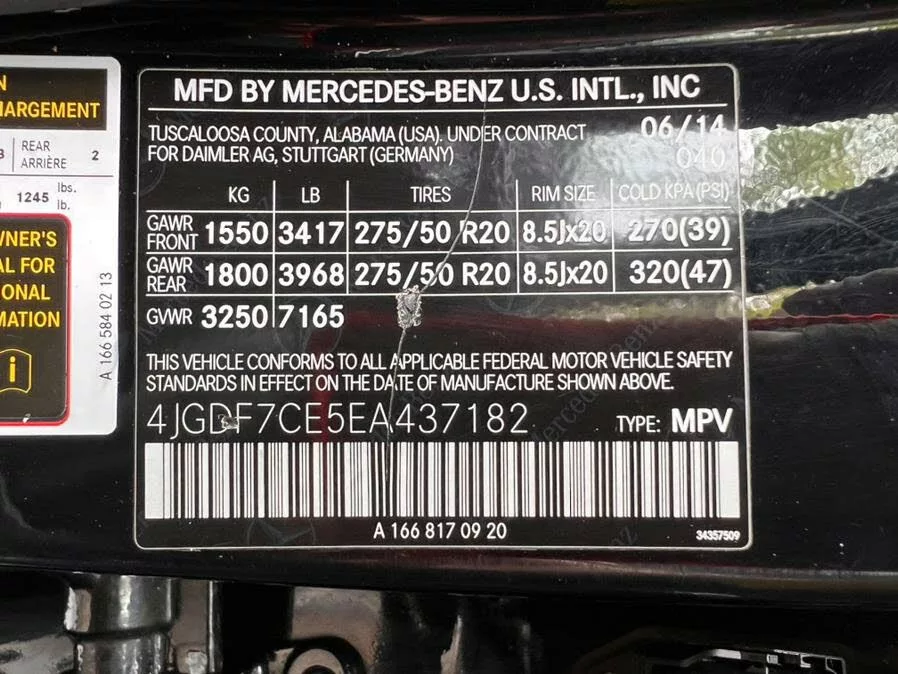 N
HARGEMENT
REAR
ARRIÈRE 2
1245 lbs.
lb.
WNER'S
AL FOR
ONAL
MATION
i
A 166 584 02 13
MFD BY MERCEDES-BENZ U.S. INTL., INC
TUSCALOOSA COUNTY, ALABAMA (USA). UNDER CONTRACT 06/14
FOR DAIMLER AG, STUTTGART (GERMANY) 040
KG LB TIRES RIM SIZE COLD KPA (PSI)
GAWR FRONT 1550 3417 275/50 R20 8.5Jx20 270(39)
GAWR REAR 1800 3968 275/50 R20 8.5Jx20 320(47)
GVWR 3250 7165
THIS VEHICLE CONFORMS TO ALL APPLICABLE FEDERAL MOTOR VEHICLE SAFETY
STANDARDS IN EFFECT ON THE DATE OF MANUFACTURE SHOWN ABOVE.
4JGDF7CE5EA437182 TYPE: MPV
A 166 817 09 20 34357509